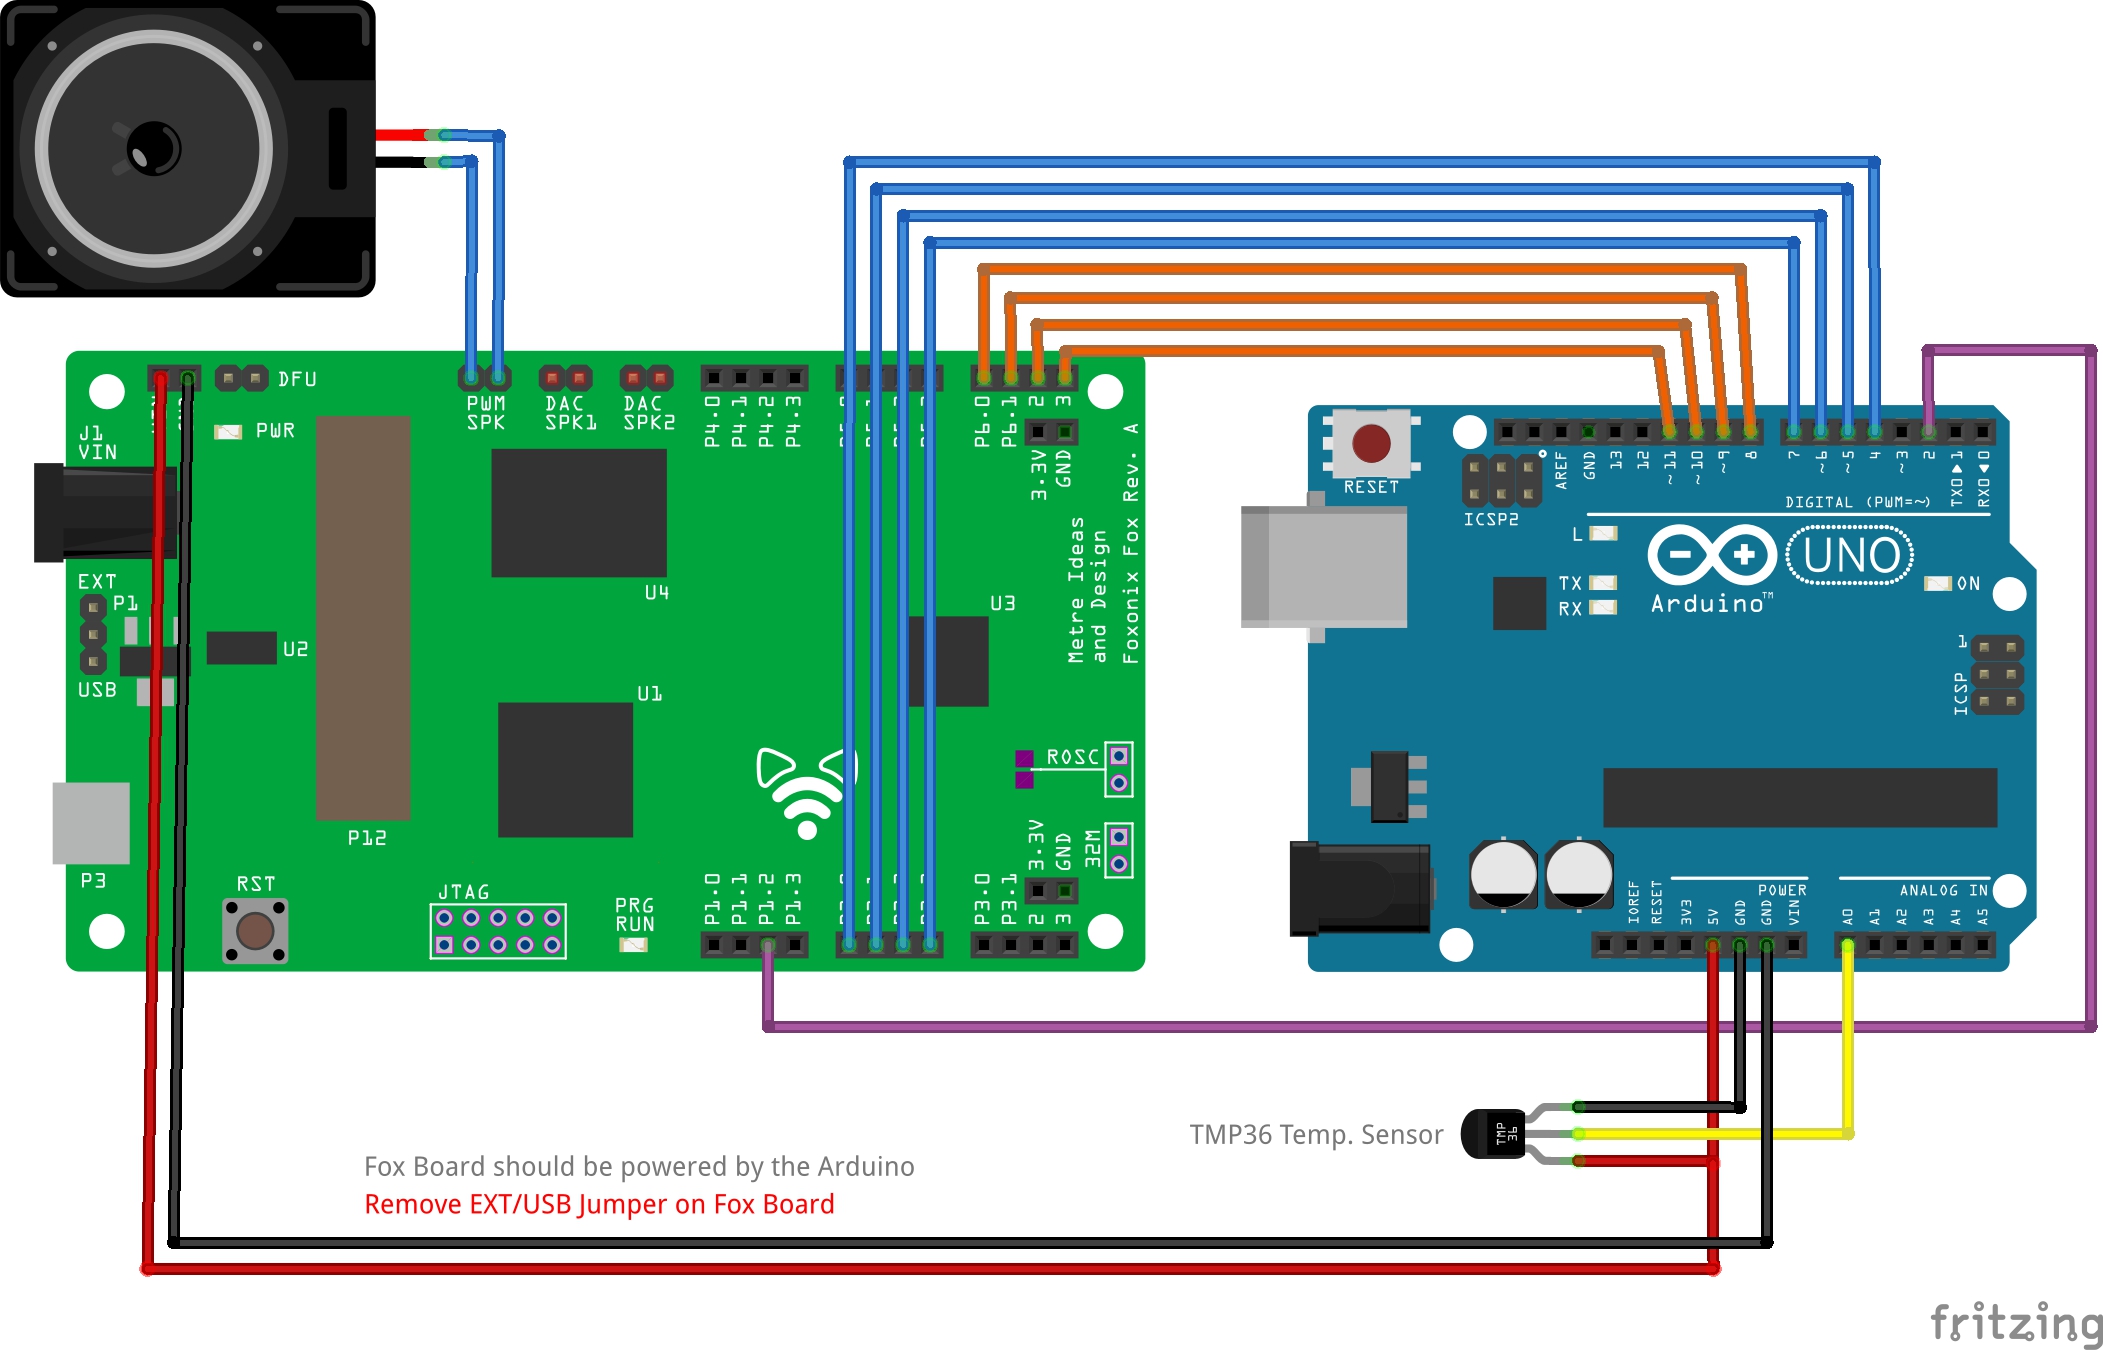 DFU
PWR
J1
VIN
PWM
SPK
DAC
SPK1
DAC
SPK2
P4.0
P4.1
P4.2
P4.3
P6.0
P6.1
2
3
3.3V
GND
Metre Ideas
and Design
Foxonix Fox Rev. A
EXT
P1
USB
U2
U4
U1
U3
P12
P3
RST
JTAG
PRG
RUN
ROSC
32M
P1.0
P1.1
P1.2
P1.3
P3.0
P3.1
2
3
3.3V
GND
RESET
ICSP2
AREF
GND
13
12
~11
~10
~9
8
7
~6
~5
4
~3
2
TX0 1
RX0 0
DIGITAL (PWM=~)
L
TX
RX
UNO
Arduino™
ON
1
ICSP
IOREF
RESET
3V3
5V
GND
GND
VIN
POWER
ANALOG IN
A0
A1
A2
A3
A4
A5
TMP36 Temp. Sensor
TMP
36
Fox Board should be powered by the Arduino
Remove EXT/USB Jumper on Fox Board
fritzing